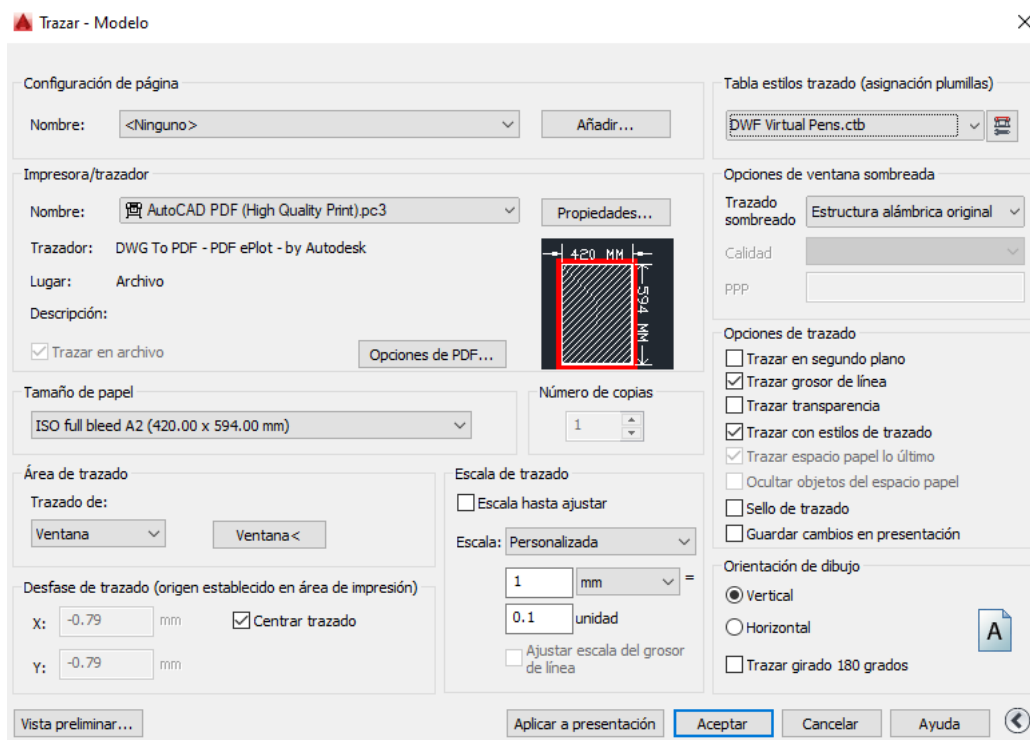 Trazar - Modelo
Configuración de página
Nombre: <Ninguno> Añadir...
Impresora/trazador
Nombre: AutoCAD PDF (High Quality Print).pc3 Propiedades...
Trazador: DWG To PDF - PDF ePlot - by Autodesk
Lugar: Archivo
Descripción:
Trazar en archivo Opciones de PDF...
420 MM
594 MM
Tamaño de papel
ISO full bleed A2 (420.00 x 594.00 mm)
Número de copias
1
Área de trazado
Trazado de:
Ventana Ventana<
Desfase de trazado (origen establecido en área de impresión)
X: -0.79 mm Centrar trazado
Y: -0.79 mm
Escala de trazado
Escala hasta ajustar
Escala: Personalizada
1 mm =
0.1 unidad
Ajustar escala del grosor
de línea
Tabla estilos trazado (asignación plumillas)
DWF Virtual Pens.ctb
Opciones de ventana sombreada
Trazado
sombreado Estructura alámbrica original
Calidad
PPP
Opciones de trazado
Trazar en segundo plano
Trazar grosor de línea
Trazar transparencia
Trazar con estilos de trazado
Trazar espacio papel lo último
Ocultar objetos del espacio papel
Sello de trazado
Guardar cambios en presentación
Orientación de dibujo
Vertical
Horizontal
A
Trazar girado 180 grados
Vista preliminar... Aplicar a presentación Aceptar Cancelar Ayuda